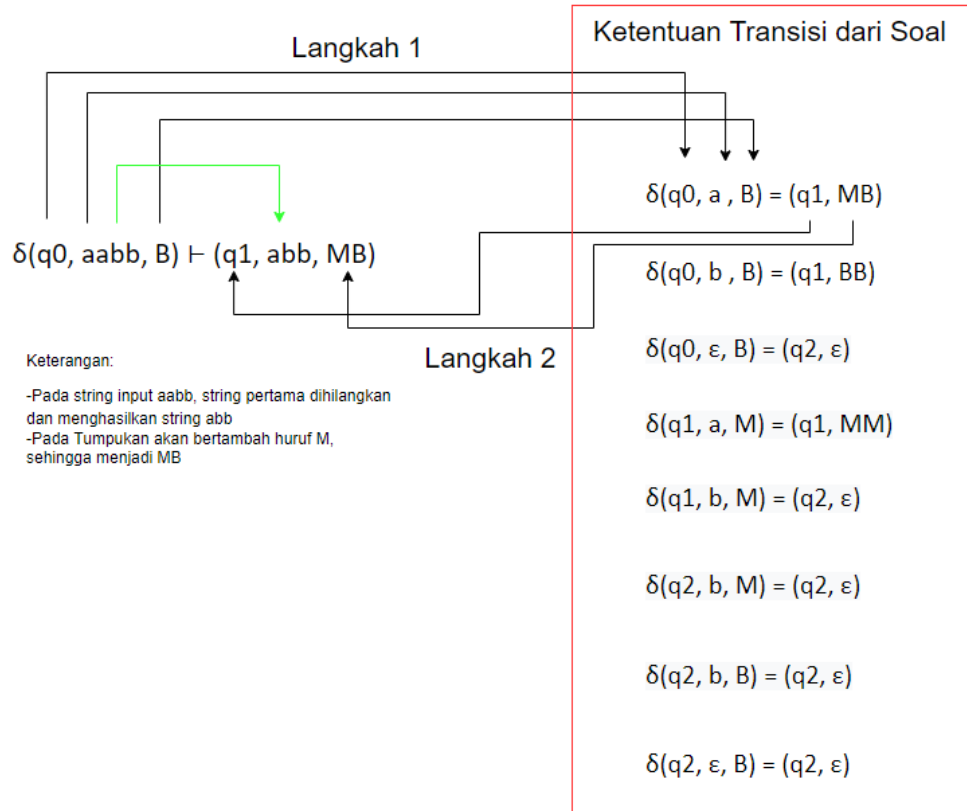 Ketentuan Transisi dari Soal
Langkah 1
δ(q0, a , B) = (q1, MB)
δ(q0, aabb, B) ⊢ (q1, abb, MB)
δ(q0, b , B) = (q1, BB)
Langkah 2
δ(q0, ε, B) = (q2, ε)
Keterangan:
-Pada string input aabb, string pertama dihilangkan
dan menghasilkan string abb
-Pada Tumpukan akan bertambah huruf M,
sehingga menjadi MB
δ(q1, a, M) = (q1, MM)
δ(q1, b, M) = (q2, ε)
δ(q2, b, M) = (q2, ε)
δ(q2, b, B) = (q2, ε)
δ(q2, ε, B) = (q2, ε)